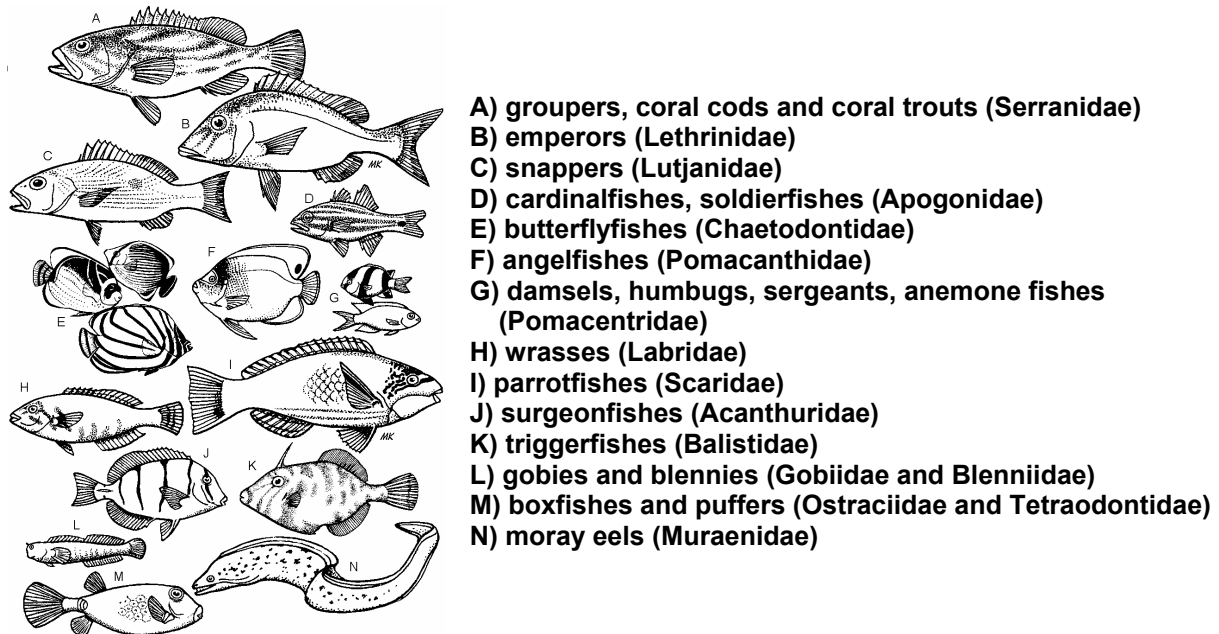 A
B
MK
C
D
F
G
E
I
H
MK
J
K
L
N
M
A) groupers, coral cods and coral trouts (Serranidae)
B) emperors (Lethrinidae)
C) snappers (Lutjanidae)
D) cardinalfishes, soldierfishes (Apogonidae)
E) butterflyfishes (Chaetodontidae)
F) angelfishes (Pomacanthidae)
G) damsels, humbugs, sergeants, anemone fishes
(Pomacentridae)
H) wrasses (Labridae)
I) parrotfishes (Scaridae)
J) surgeonfishes (Acanthuridae)
K) triggerfishes (Balistidae)
L) gobies and blennies (Gobiidae and Blenniidae)
M) boxfishes and puffers (Ostraciidae and Tetraodontidae)
N) moray eels (Muraenidae)